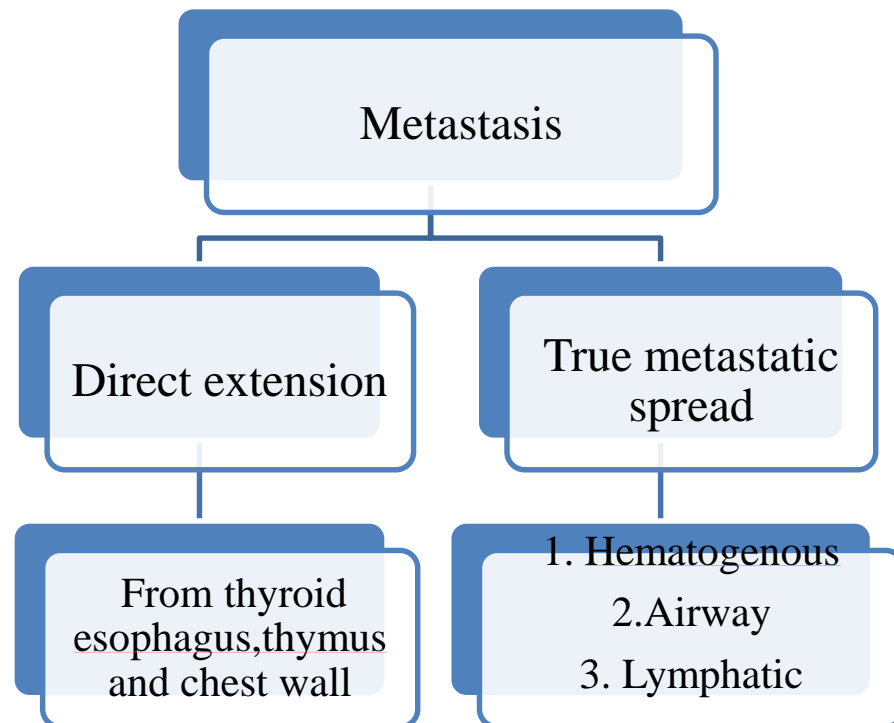 Metastasis
Direct extension
True metastatic
spread
From thyroid
esophagus,thymus
and chest wall
1. Hematogenous
2.Airway
3. Lymphatic